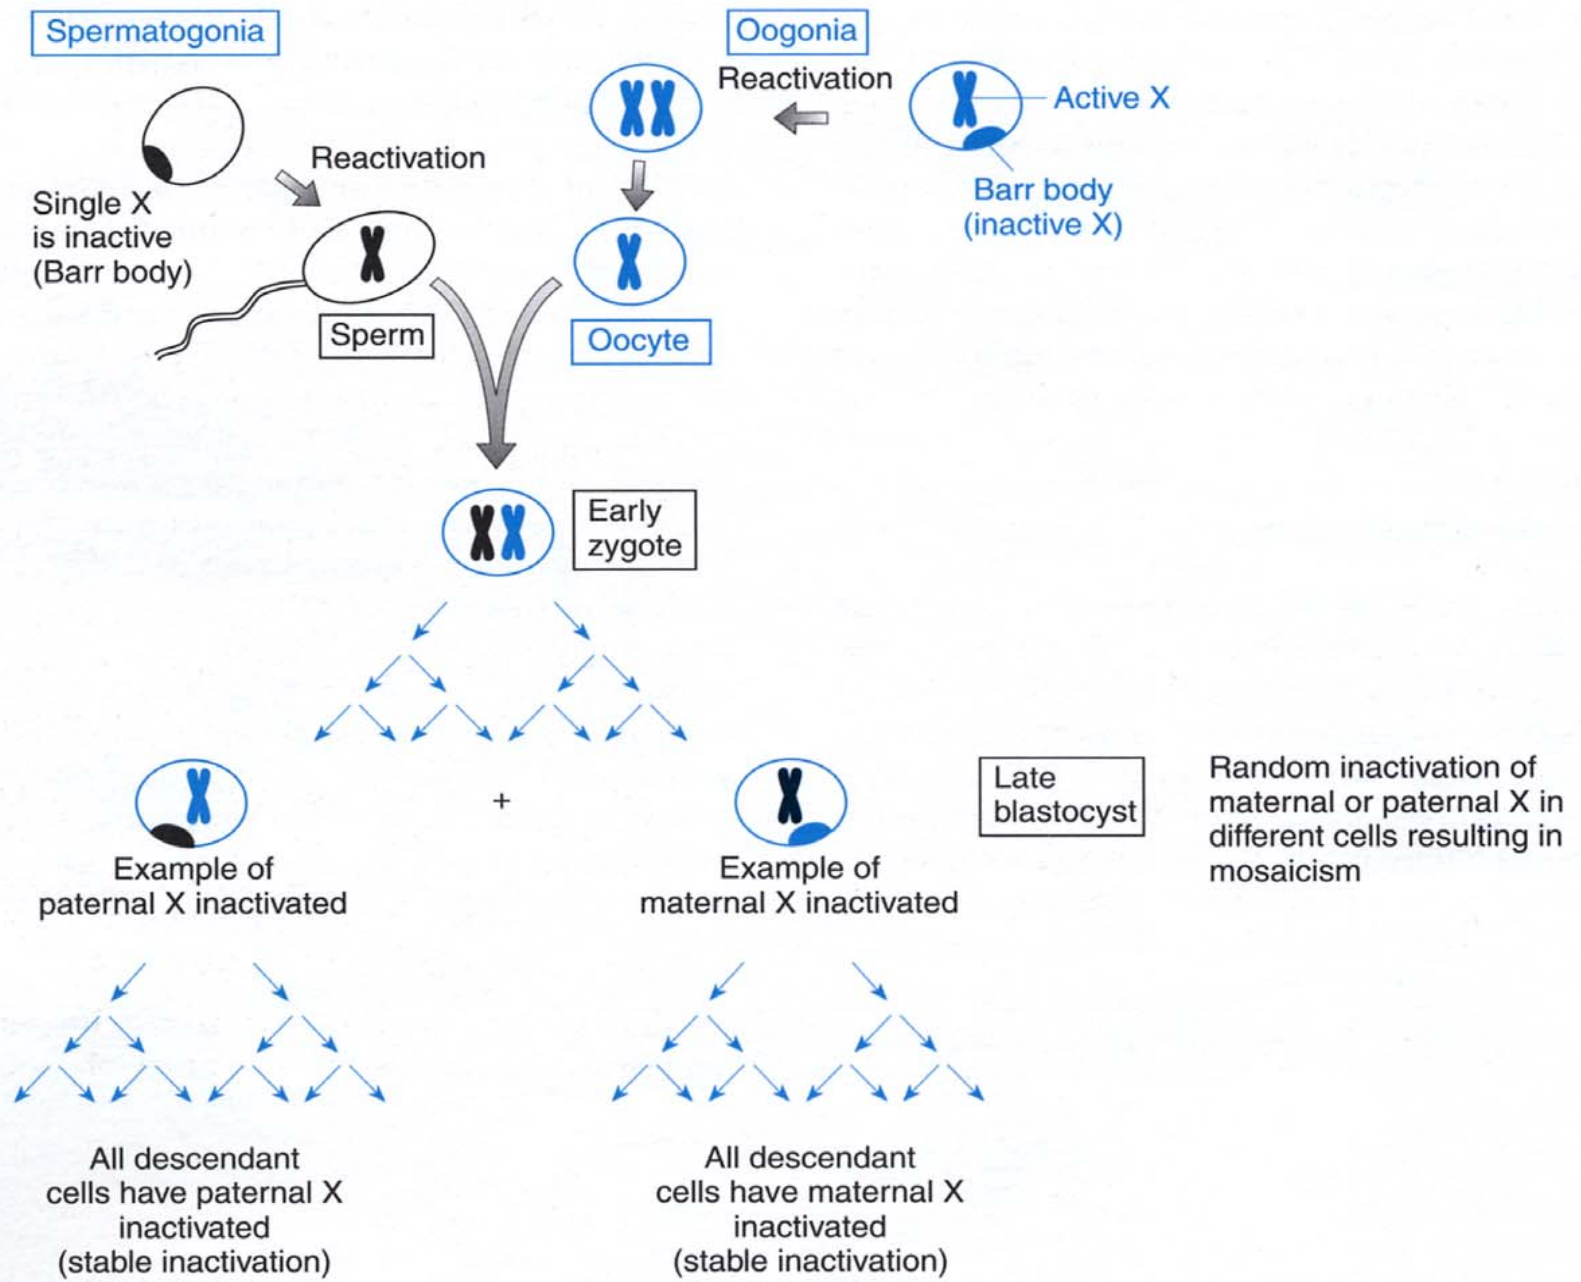 Spermatogonia
Oogonia
Reactivation
Active X
Reactivation
Barr body
(inactive X)
Single X
is inactive
(Barr body)
Sperm
Oocyte
Early
zygote
+
Late
blastocyst
Random inactivation of
maternal or paternal X in
different cells resulting in
mosaicism
Example of
paternal X inactivated
Example of
maternal X inactivated
All descendant
cells have paternal X
inactivated
(stable inactivation)
All descendant
cells have maternal X
inactivated
(stable inactivation)